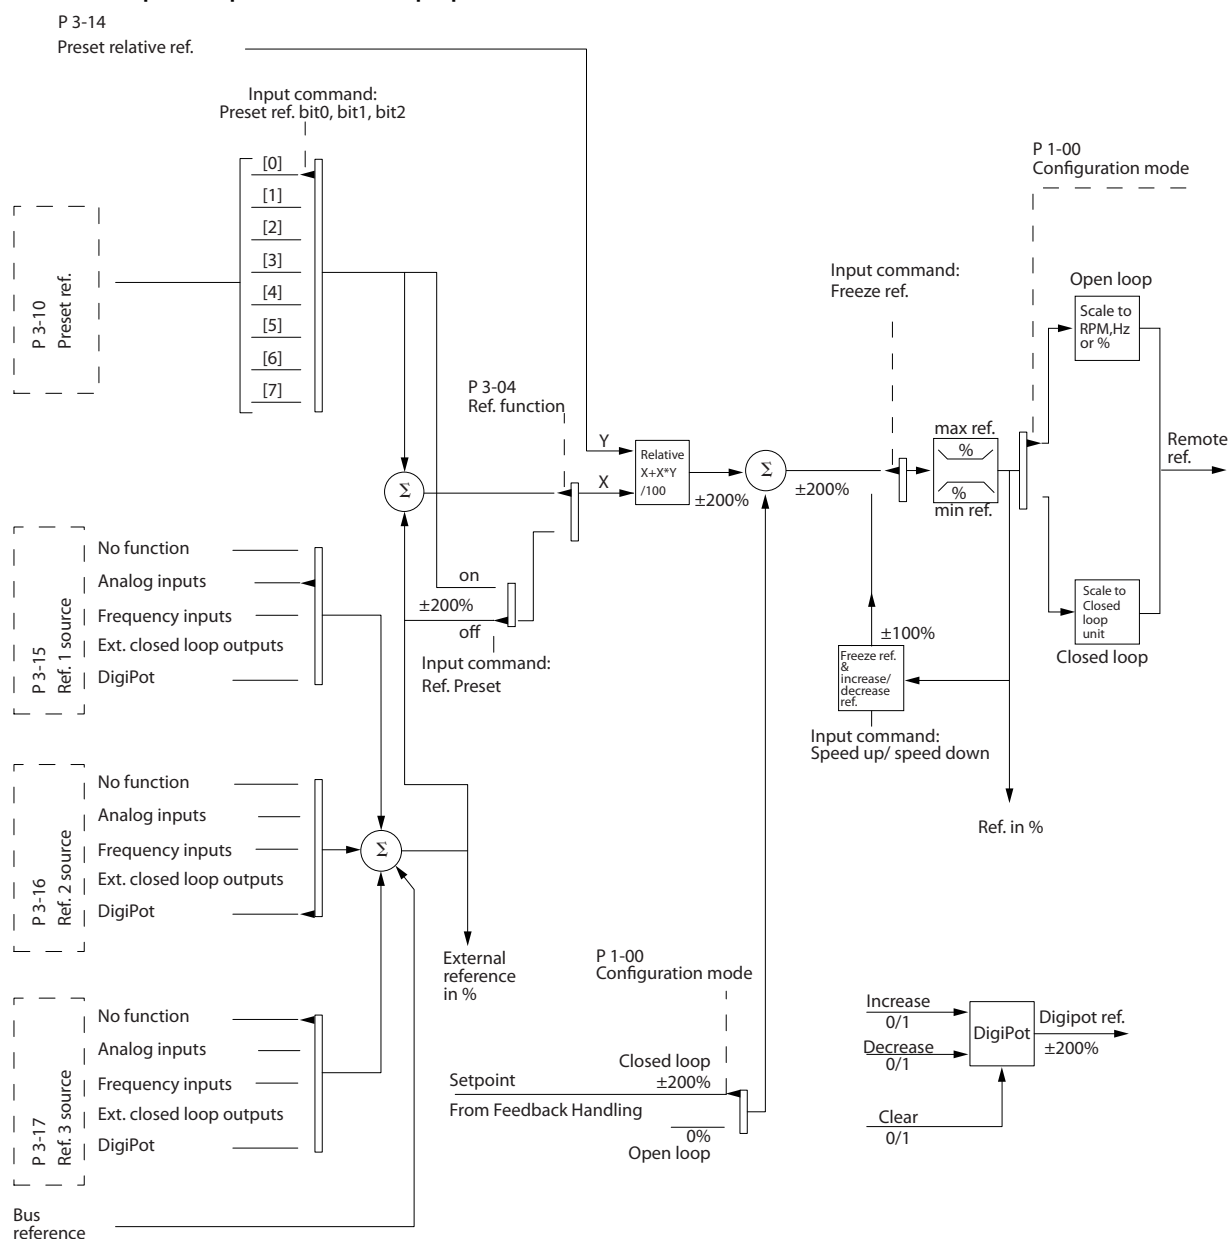 P 3-14
Preset relative ref.
Input command:
Preset ref. bit0, bit1, bit2
[0]
[1]
[2]
[3]
[4]
[5]
[6]
[7]
P 3-10
Preset ref.
P 1-00
Configuration mode
Input command:
Freeze ref.
Open loop
Scale to
RPM,Hz
or %
P 3-04
Ref. function
Y
X
Relative
X+X*Y
/100
±200%
Σ
±200%
max ref.
%
%
min ref.
Remote
ref.
Σ
on
±200%
off
Input command:
Ref. Preset
P 3-15
Ref. 1 source
No function
Analog inputs
Frequency inputs
Ext. closed loop outputs
DigiPot
Scale to
Closed
loop
unit
Closed loop
±100%
Freeze ref.
&
increase/
decrease
ref.
Input command:
Speed up/ speed down
Ref. in %
P 3-16
Ref. 2 source
No function
Analog inputs
Frequency inputs
Ext. closed loop outputs
DigiPot
Σ
External
reference
in %
P 1-00
Configuration mode
Closed loop
±200%
Setpoint
From Feedback Handling
0%
Open loop
Increase
0/1
Decrease
0/1
DigiPot
Digipot ref.
±200%
Clear
0/1
P 3-17
Ref. 3 source
No function
Analog inputs
Frequency inputs
Ext. closed loop outputs
DigiPot
Bus
reference